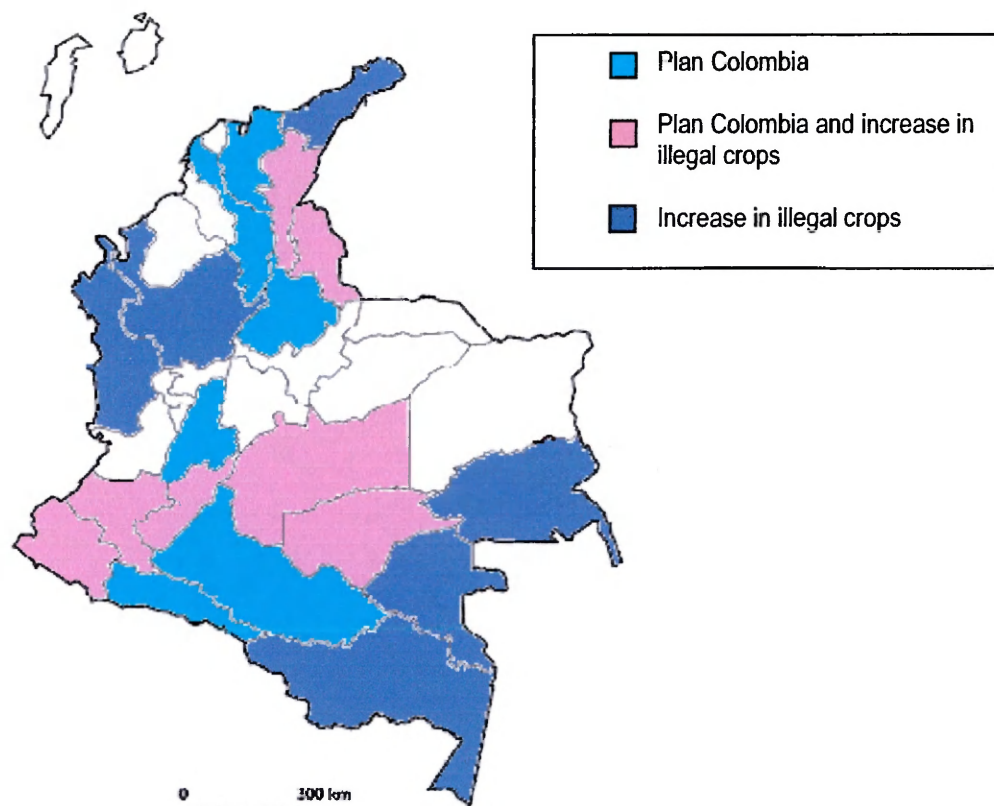 Plan Colombia
Plan Colombia and increase in
illegal crops
Increase in illegal crops
0 300 km